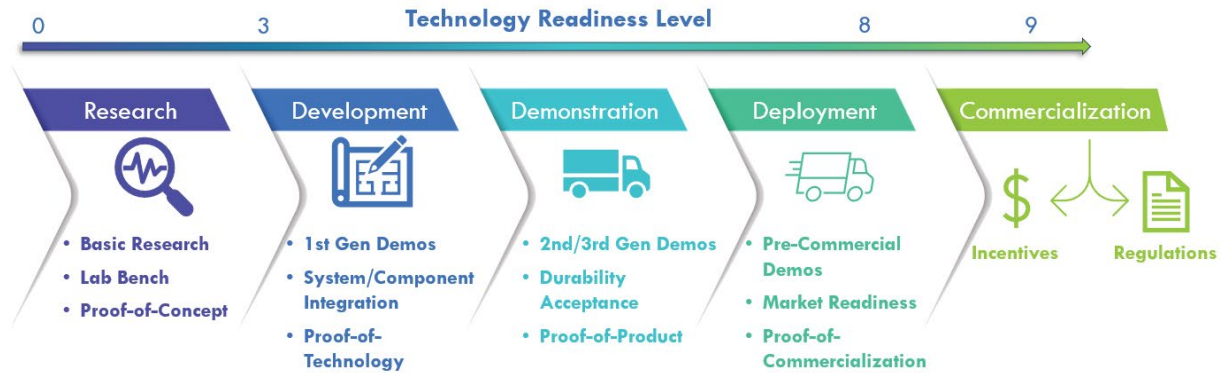 Technology Readiness Level
0 3 8 9
Research
• Basic Research
• Lab Bench
• Proof-of-Concept
Development
• 1st Gen Demos
• System/Component
Integration
• Proof-of-
Technology
Demonstration
• 2nd/3rd Gen Demos
• Durability
Acceptance
• Proof-of-Product
Deployment
• Pre-Commercial
Demos
• Market Readiness
• Proof-of-
Commercialization
Commercialization
$
Incentives
Regulations